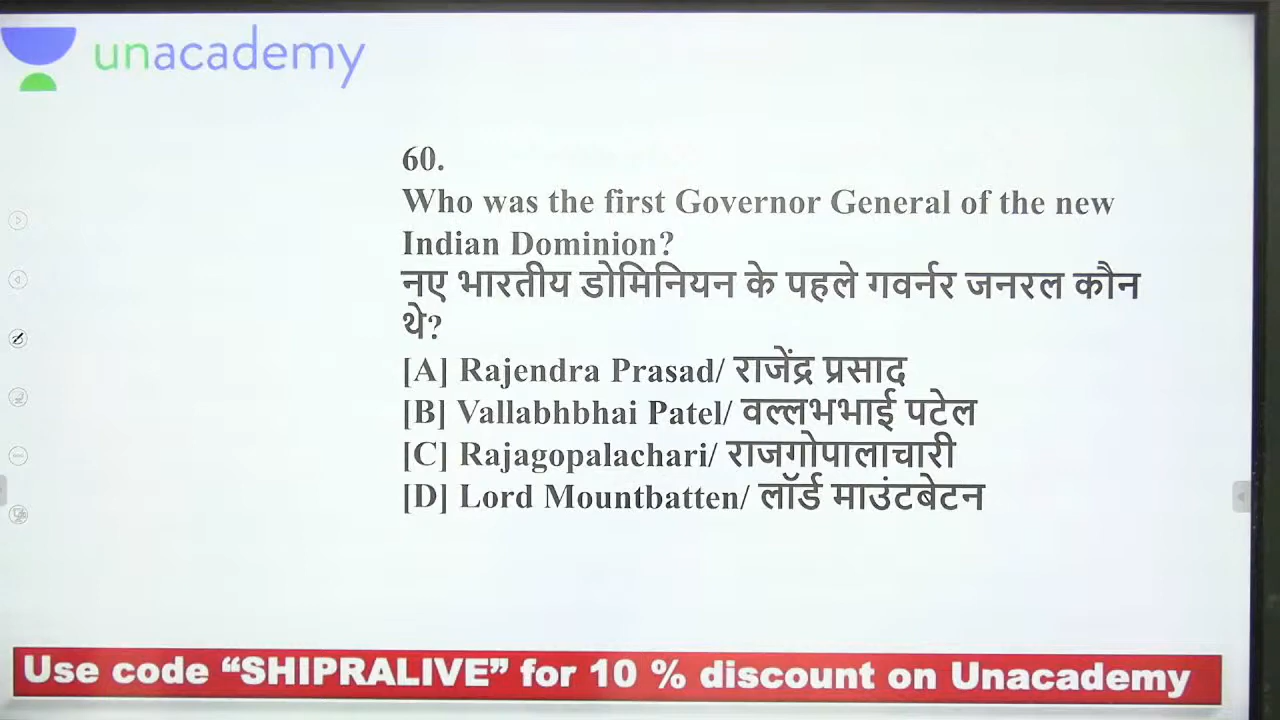 unacademy
60.
Who was the first Governor General of the new
Indian Dominion?
नए भारतीय डोमिनियन के पहले गवर्नर जनरल कौन
थे?
[A] Rajendra Prasad/ राजेंद्र प्रसाद
[B] Vallabhbhai Patel/ वल्लभभाई पटेल
[C] Rajagopalachari/ राजगोपालाचारी
[D] Lord Mountbatten/ लॉर्ड माउंटबेटन
Use code “SHIPRALIVE” for 10 % discount on Unacademy